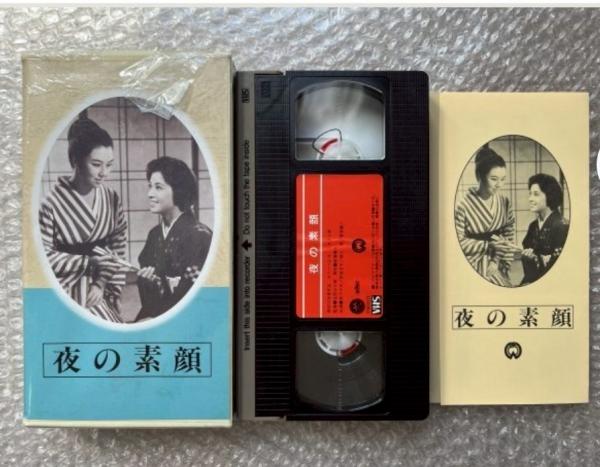 夜の素顔
VHS
Insert this side into recorder Do not touch the tape inside
夜の素顔
VHS
夜の素顔